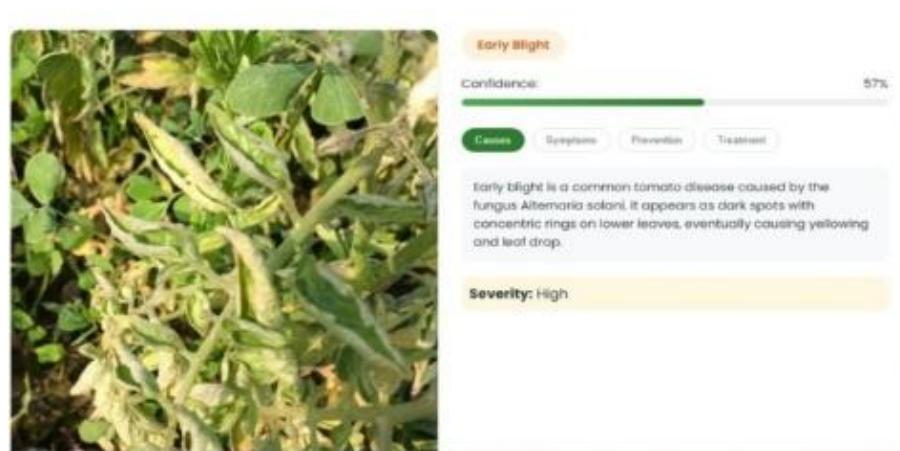 Early Blight
Confidence: 57%
Causes Symptoms Prevention Treatment
Early blight is a common tomato disease caused by the
fungus Alternaria solani. It appears as dark spots with
concentric rings on lower leaves, eventually causing yellowing
and leaf drop.
Severity: High